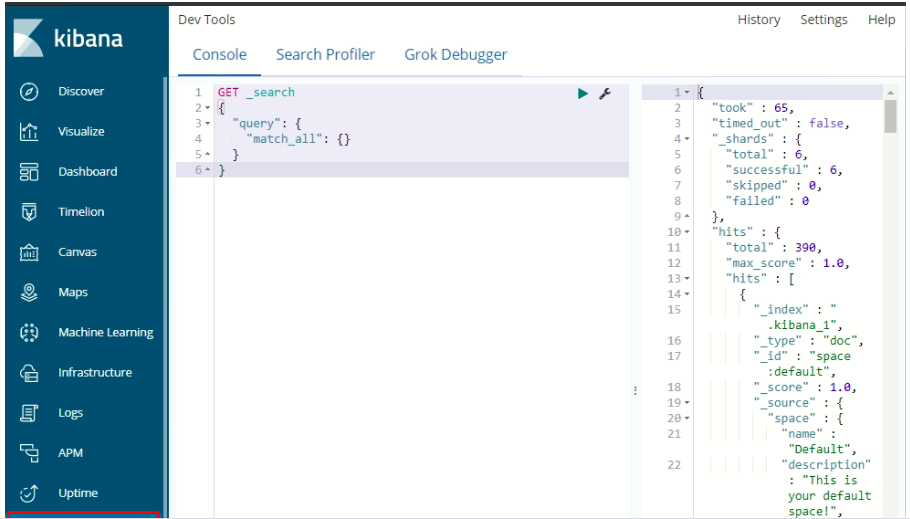 kibana
Discover
Visualize
Dashboard
Timelion
Canvas
Maps
Machine Learning
Infrastructure
Logs
APM
Uptime
Dev Tools
History Settings Help
Console Search Profiler Grok Debugger
1 GET _search
2 {
3 "query": {
4 "match_all": {}
5 }
6 }
1 {
2 "took" : 65,
3 "timed_out" : false,
4 "_shards" : {
5 "total" : 6,
6 "successful" : 6,
7 "skipped" : 0,
8 "failed" : 0
9 },
10 "hits" : {
11 "total" : 390,
12 "max_score" : 1.0,
13 "hits" : [
14 {
15 "_index" : "
.kibana_1",
16 "_type" : "doc",
17 "_id" : "space
:default",
18 "_score" : 1.0,
19 "_source" : {
20 "space" : {
21 "name" :
"Default",
22 "description"
: "This is
your default
space!",